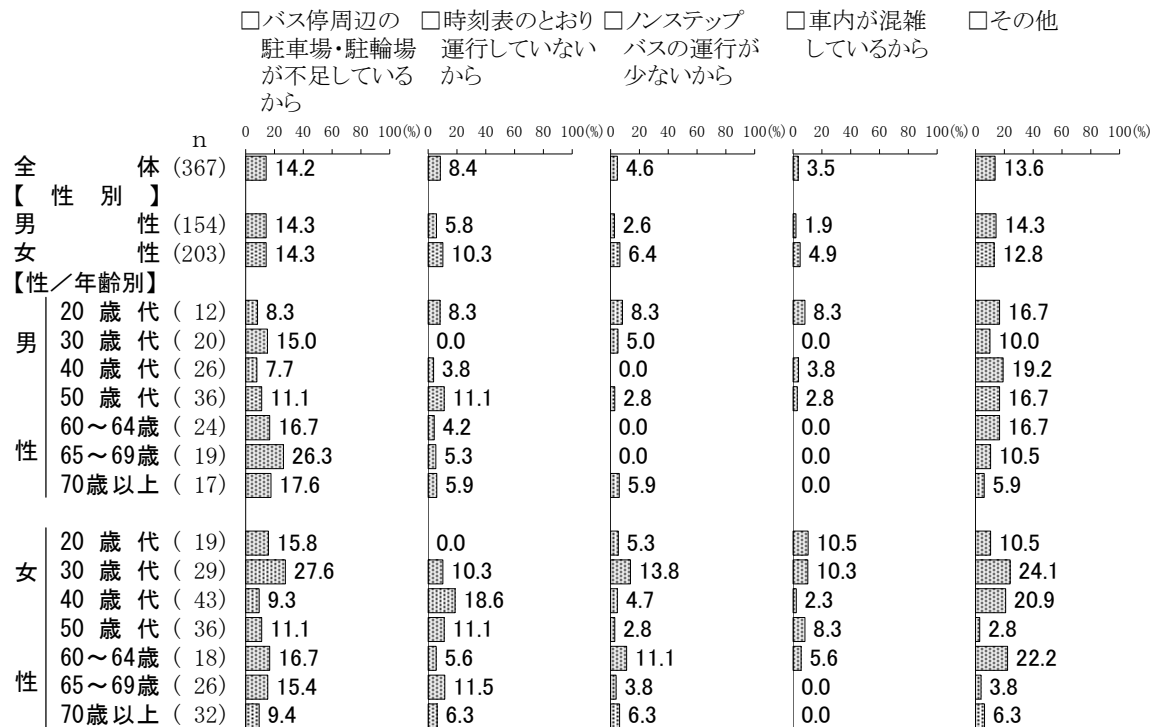 □バス停周辺の □時刻表のとおり □ノンステップ □車内が混雑 □その他
駐車場・駐輪場 運行していない バスの運行が しているから
が不足している から 少ないから
から
n 0 20 40 60 80 100(%) 0 20 40 60 80 100(%) 0 20 40 60 80 100(%) 0 20 40 60 80 100(%) 0 20 40 60 80 100(%)
全体 (367) 14.2 8.4 4.6 3.5 13.6
【性別】
男性 (154) 14.3 5.8 2.6 1.9 14.3
女性 (203) 14.3 10.3 6.4 4.9 12.8
【性／年齢別】
20歳代 ( 12) 8.3 8.3 8.3 8.3 16.7
男 30歳代 ( 20) 15.0 0.0 5.0 0.0 10.0
40歳代 ( 26) 7.7 3.8 0.0 3.8 19.2
50歳代 ( 36) 11.1 11.1 2.8 2.8 16.7
60～64歳 ( 24) 16.7 4.2 0.0 0.0 16.7
性 65～69歳 ( 19) 26.3 5.3 0.0 0.0 10.5
70歳以上 ( 17) 17.6 5.9 5.9 0.0 5.9
20歳代 ( 19) 15.8 0.0 5.3 10.5 10.5
女 30歳代 ( 29) 27.6 10.3 13.8 10.3 24.1
40歳代 ( 43) 9.3 18.6 4.7 2.3 20.9
50歳代 ( 36) 11.1 11.1 2.8 8.3 2.8
60～64歳 ( 18) 16.7 5.6 11.1 5.6 22.2
性 65～69歳 ( 26) 15.4 11.5 3.8 0.0 3.8
70歳以上 ( 32) 9.4 6.3 6.3 0.0 6.3